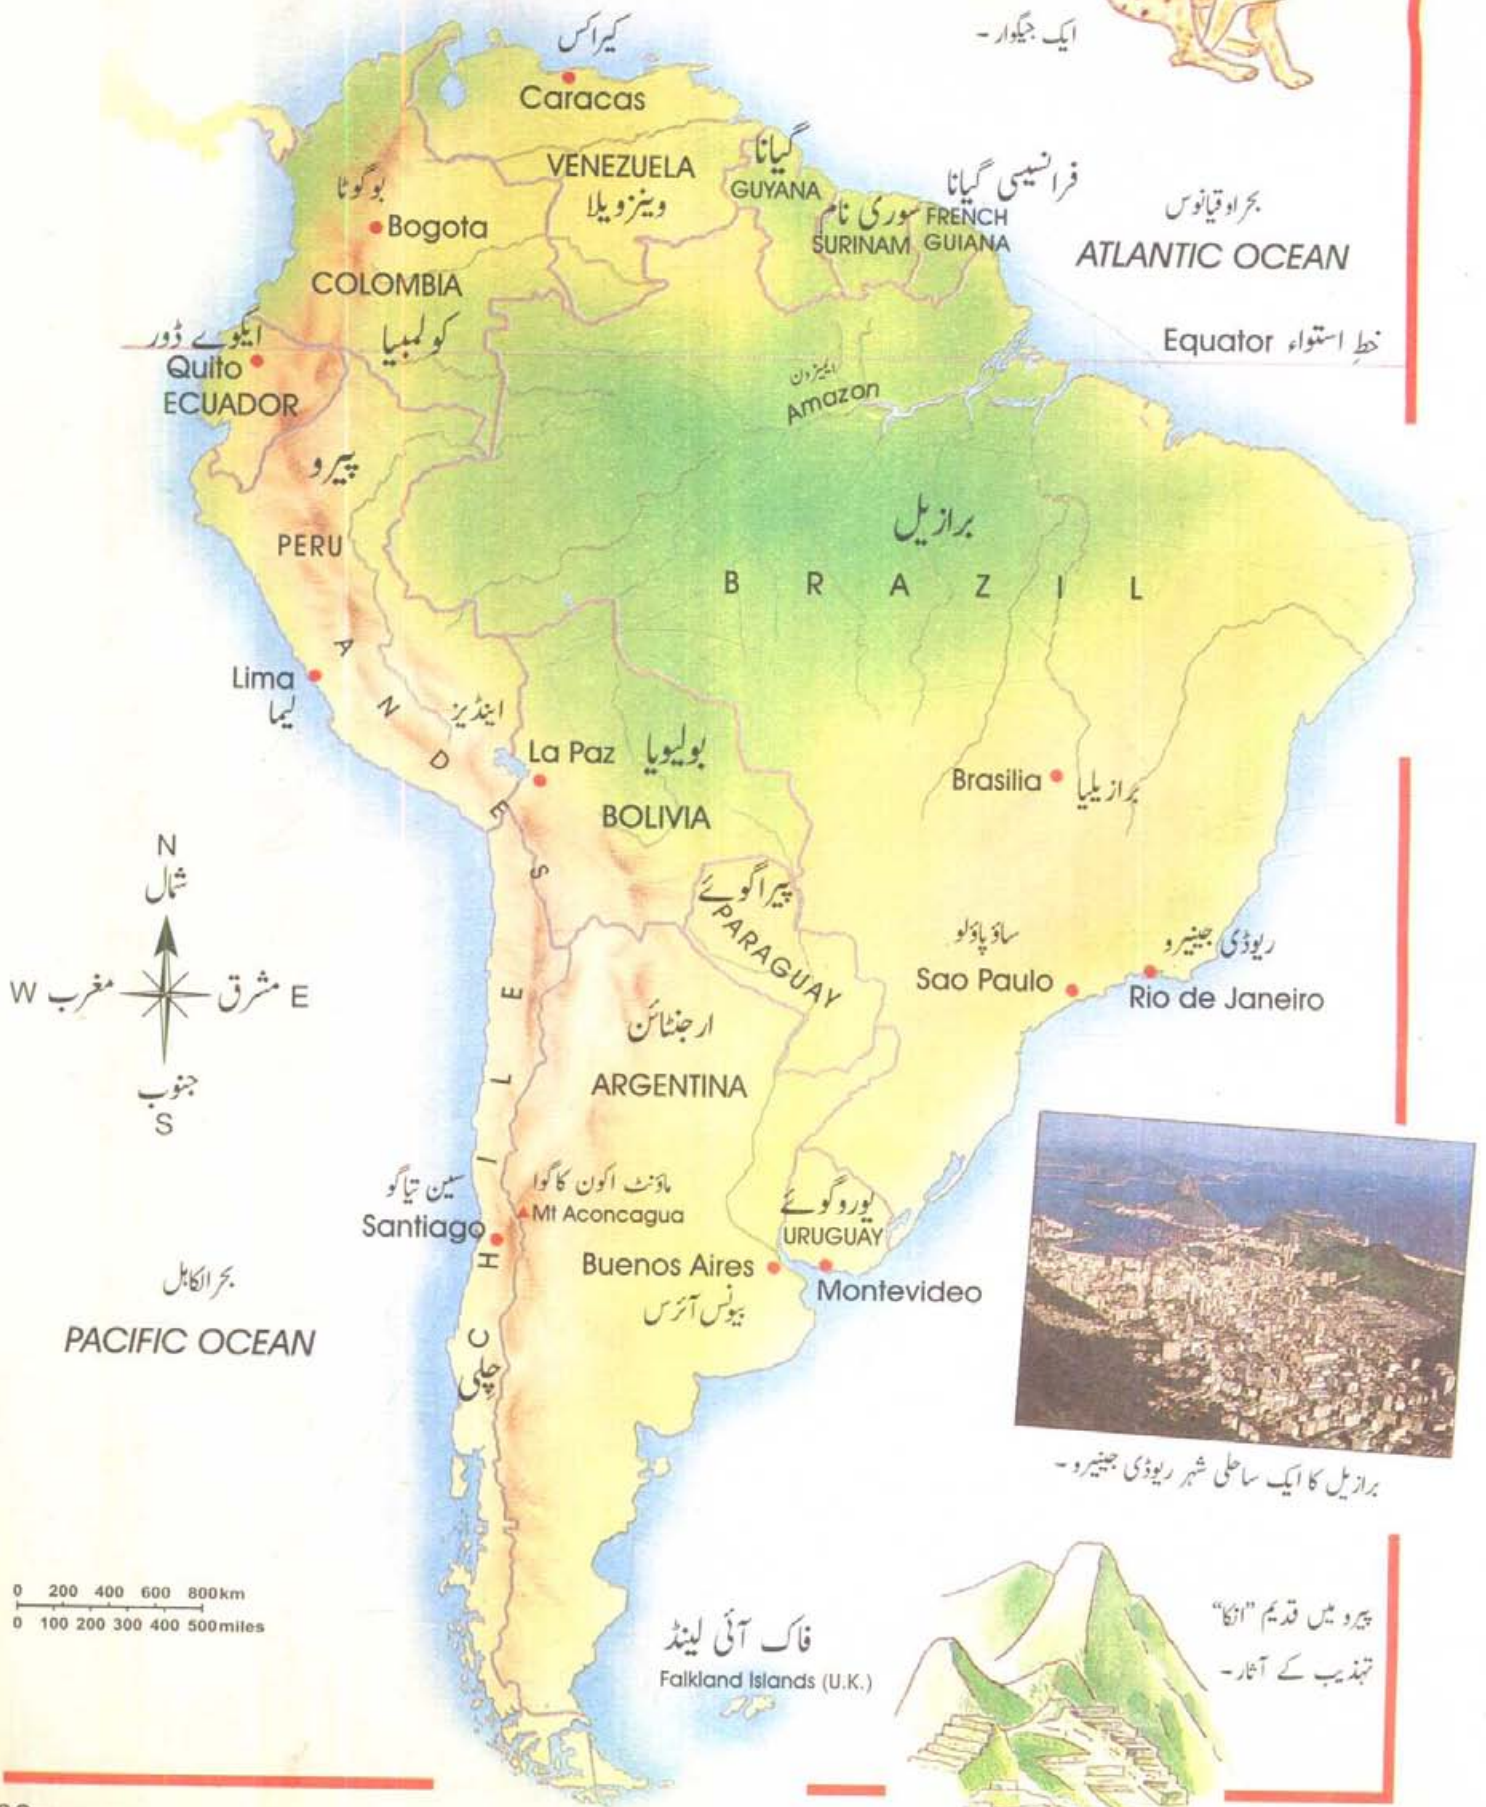 ایک جیگوار ۔
کیراکس
Caracas
VENEZUELA
وینزویلا
گیانا
GUYANA
سوری نام
SURINAM
فرانسیسی گیانا
FRENCH
GUIANA
بحر اوقیانوس
ATLANTIC OCEAN
بوگوٹا
Bogota
COLOMBIA
کولمبیا
ایکوے ڈور
Quito
ECUADOR
Equator خطِ استواء
ایمیزون
Amazon
پیرو
PERU
برازیل
BRAZIL
Lima
لیما
ANDES
اینڈیز
La Paz
بولیویا
BOLIVIA
Brasilia
برازیلیا
N
شمال
W مغرب
مشرق E
جنوب
S
پیراگوئے
PARAGUAY
ساؤ پاؤلو
Sao Paulo
ریوڈی جینیرو
Rio de Janeiro
ارجنٹائن
ARGENTINA
CHILE
چلی
سین تیاگو
Santiago
ماؤنٹ اکون کاگوا
Mt Aconcagua
یوروگوئے
URUGUAY
Buenos Aires
بیونس آئرس
Montevideo
بحر الکاہل
PACIFIC OCEAN
برازیل کا ایک ساحلی شہر ریوڈی جینیرو ۔
0 200 400 600 800km
0 100 200 300 400 500miles
فاک آئی لینڈ
Falkland Islands (U.K.)
پیرو میں قدیم "انکا"
تہذیب کے آثار۔